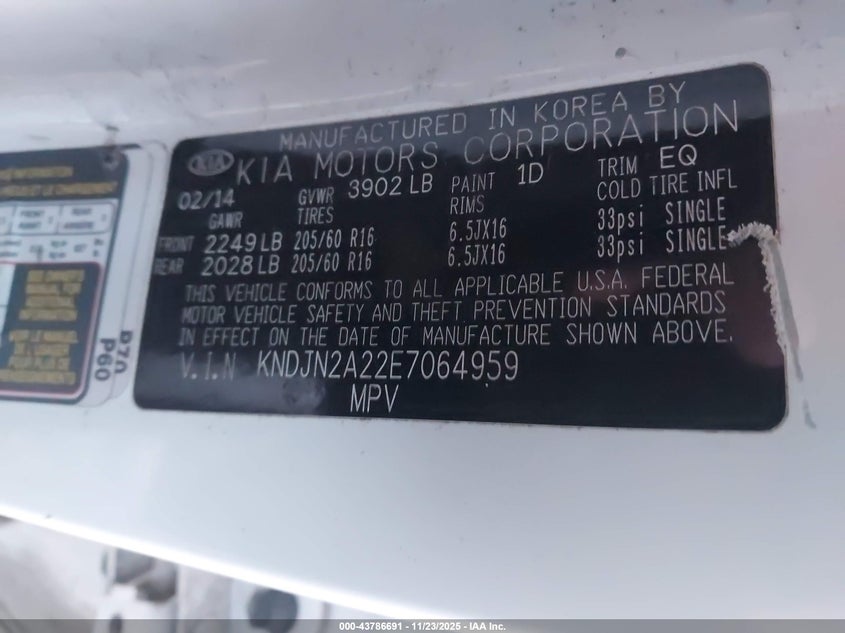 MANUFACTURED IN KOREA BY
KIA KIA MOTORS CORPORATION
02/14 GVWR 3902 LB PAINT 1D TRIM EQ
GAWR TIRES RIMS COLD TIRE INFL
FRONT 2249 LB 205/60 R16 6.5JX16 33psi SINGLE
REAR 2028 LB 205/60 R16 6.5JX16 33psi SINGLE
THIS VEHICLE CONFORMS TO ALL APPLICABLE U.S.A. FEDERAL
MOTOR VEHICLE SAFETY AND THEFT PREVENTION STANDARDS
IN EFFECT ON THE DATE OF MANUFACTURE SHOWN ABOVE.
V.I.N KNDJN2A22E7064959
MPV
P70
P60
000-43786691 - 11/23/2025 - IAA Inc.